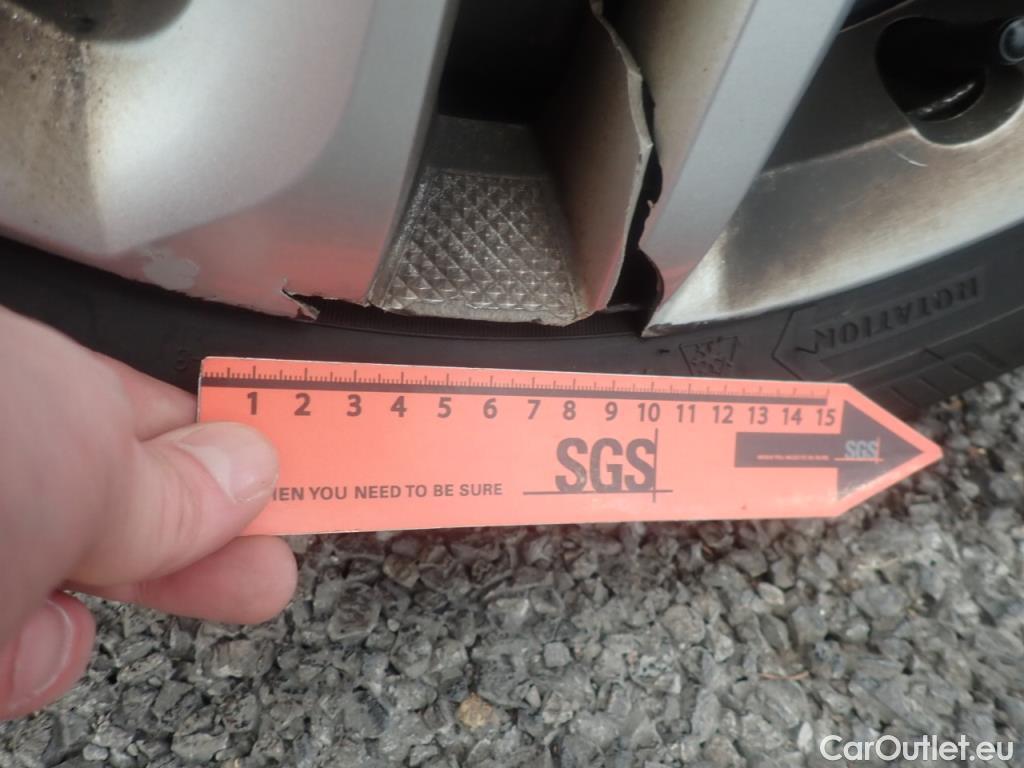 ROTATION
1 2 3 4 5 6 7 8 9 10 11 12 13 14 15
SGS
SGS
EN YOU NEED TO BE SURE
CarOutlet.eu